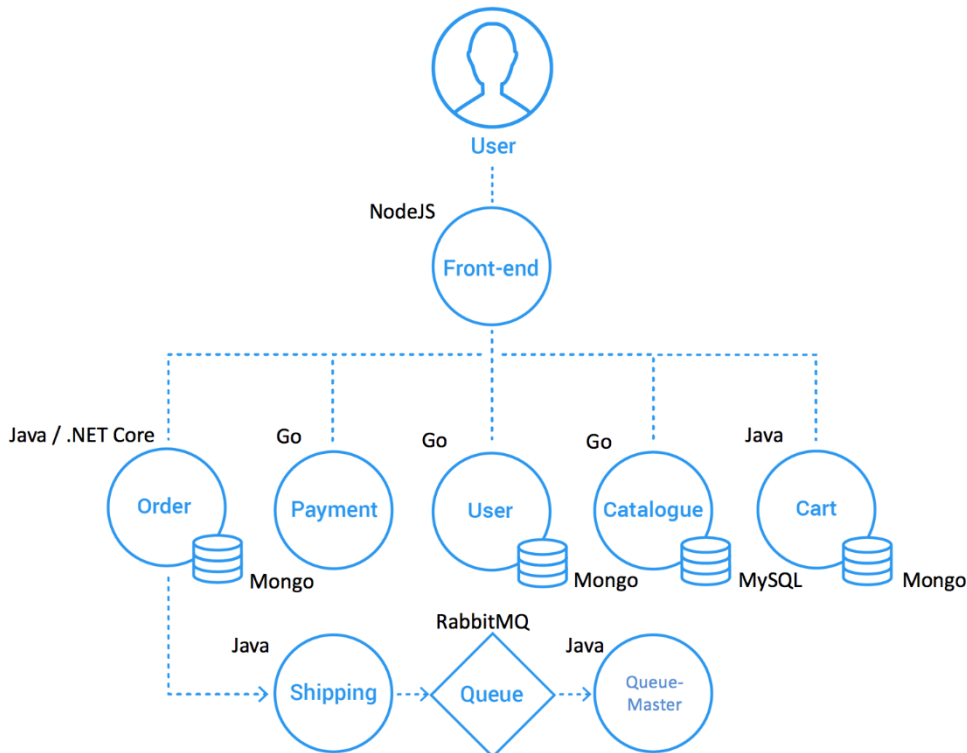 User
NodeJS
Front-end
Java / .NET Core
Go
Go
Go
Java
Order
Payment
User
Catalogue
Cart
Mongo
Mongo
MySQL
Mongo
RabbitMQ
Java
Java
Shipping
Queue
Queue-
Master